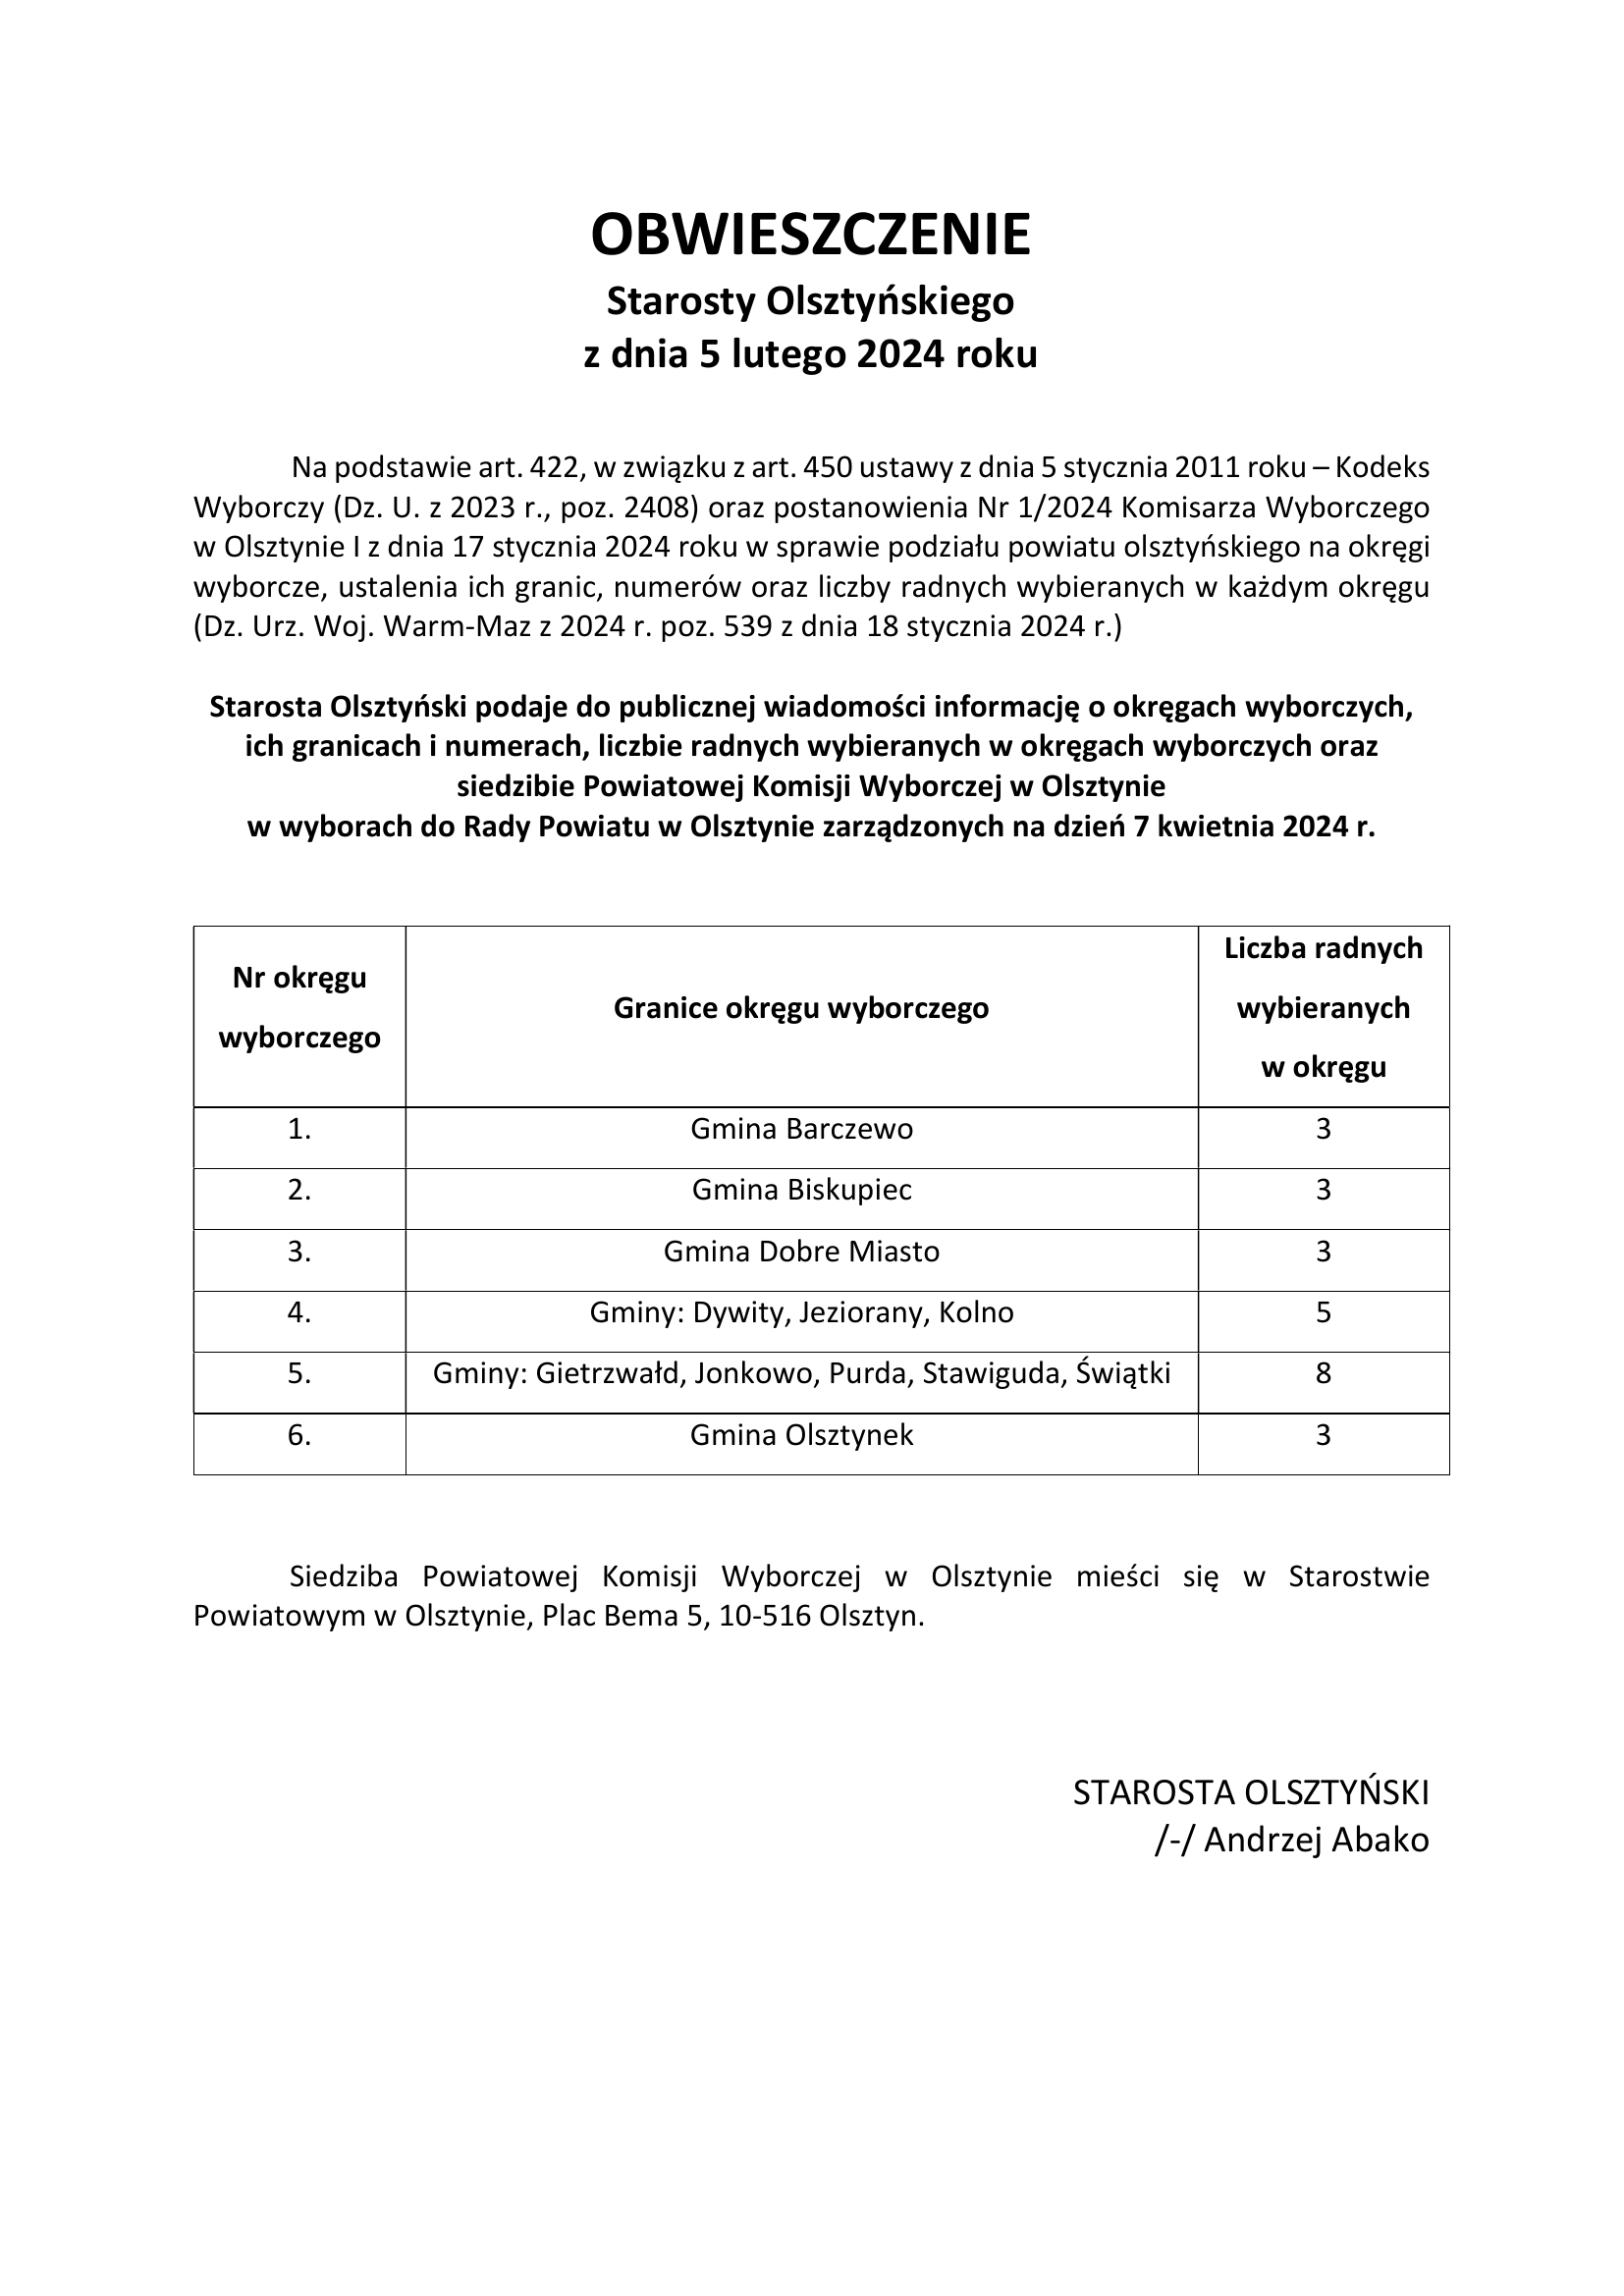 OBWIESZCZENIE
Starosty Olsztyńskiego
z dnia 5 lutego 2024 roku
Na podstawie art. 422, w związku z art. 450 ustawy z dnia 5 stycznia 2011 roku – Kodeks
Wyborczy (Dz. U. z 2023 r., poz. 2408) oraz postanowienia Nr 1/2024 Komisarza Wyborczego
w Olsztynie I z dnia 17 stycznia 2024 roku w sprawie podziału powiatu olsztyńskiego na okręgi
wyborcze, ustalenia ich granic, numerów oraz liczby radnych wybieranych w każdym okręgu
(Dz. Urz. Woj. Warm-Maz z 2024 r. poz. 539 z dnia 18 stycznia 2024 r.)
Starosta Olsztyński podaje do publicznej wiadomości informację o okręgach wyborczych,
ich granicach i numerach, liczbie radnych wybieranych w okręgach wyborczych oraz
siedzibie Powiatowej Komisji Wyborczej w Olsztynie
w wyborach do Rady Powiatu w Olsztynie zarządzonych na dzień 7 kwietnia 2024 r.
Nr okręgu
wyborczego
Granice okręgu wyborczego
Liczba radnych
wybieranych
w okręgu
1. Gmina Barczewo 3
2. Gmina Biskupiec 3
3. Gmina Dobre Miasto 3
4. Gminy: Dywity, Jeziorany, Kolno 5
5. Gminy: Gietrzwałd, Jonkowo, Purda, Stawiguda, Świątki 8
6. Gmina Olsztynek 3
Siedziba Powiatowej Komisji Wyborczej w Olsztynie mieści się w Starostwie
Powiatowym w Olsztynie, Plac Bema 5, 10-516 Olsztyn.
STAROSTA OLSZTYŃSKI
/-/ Andrzej Abako